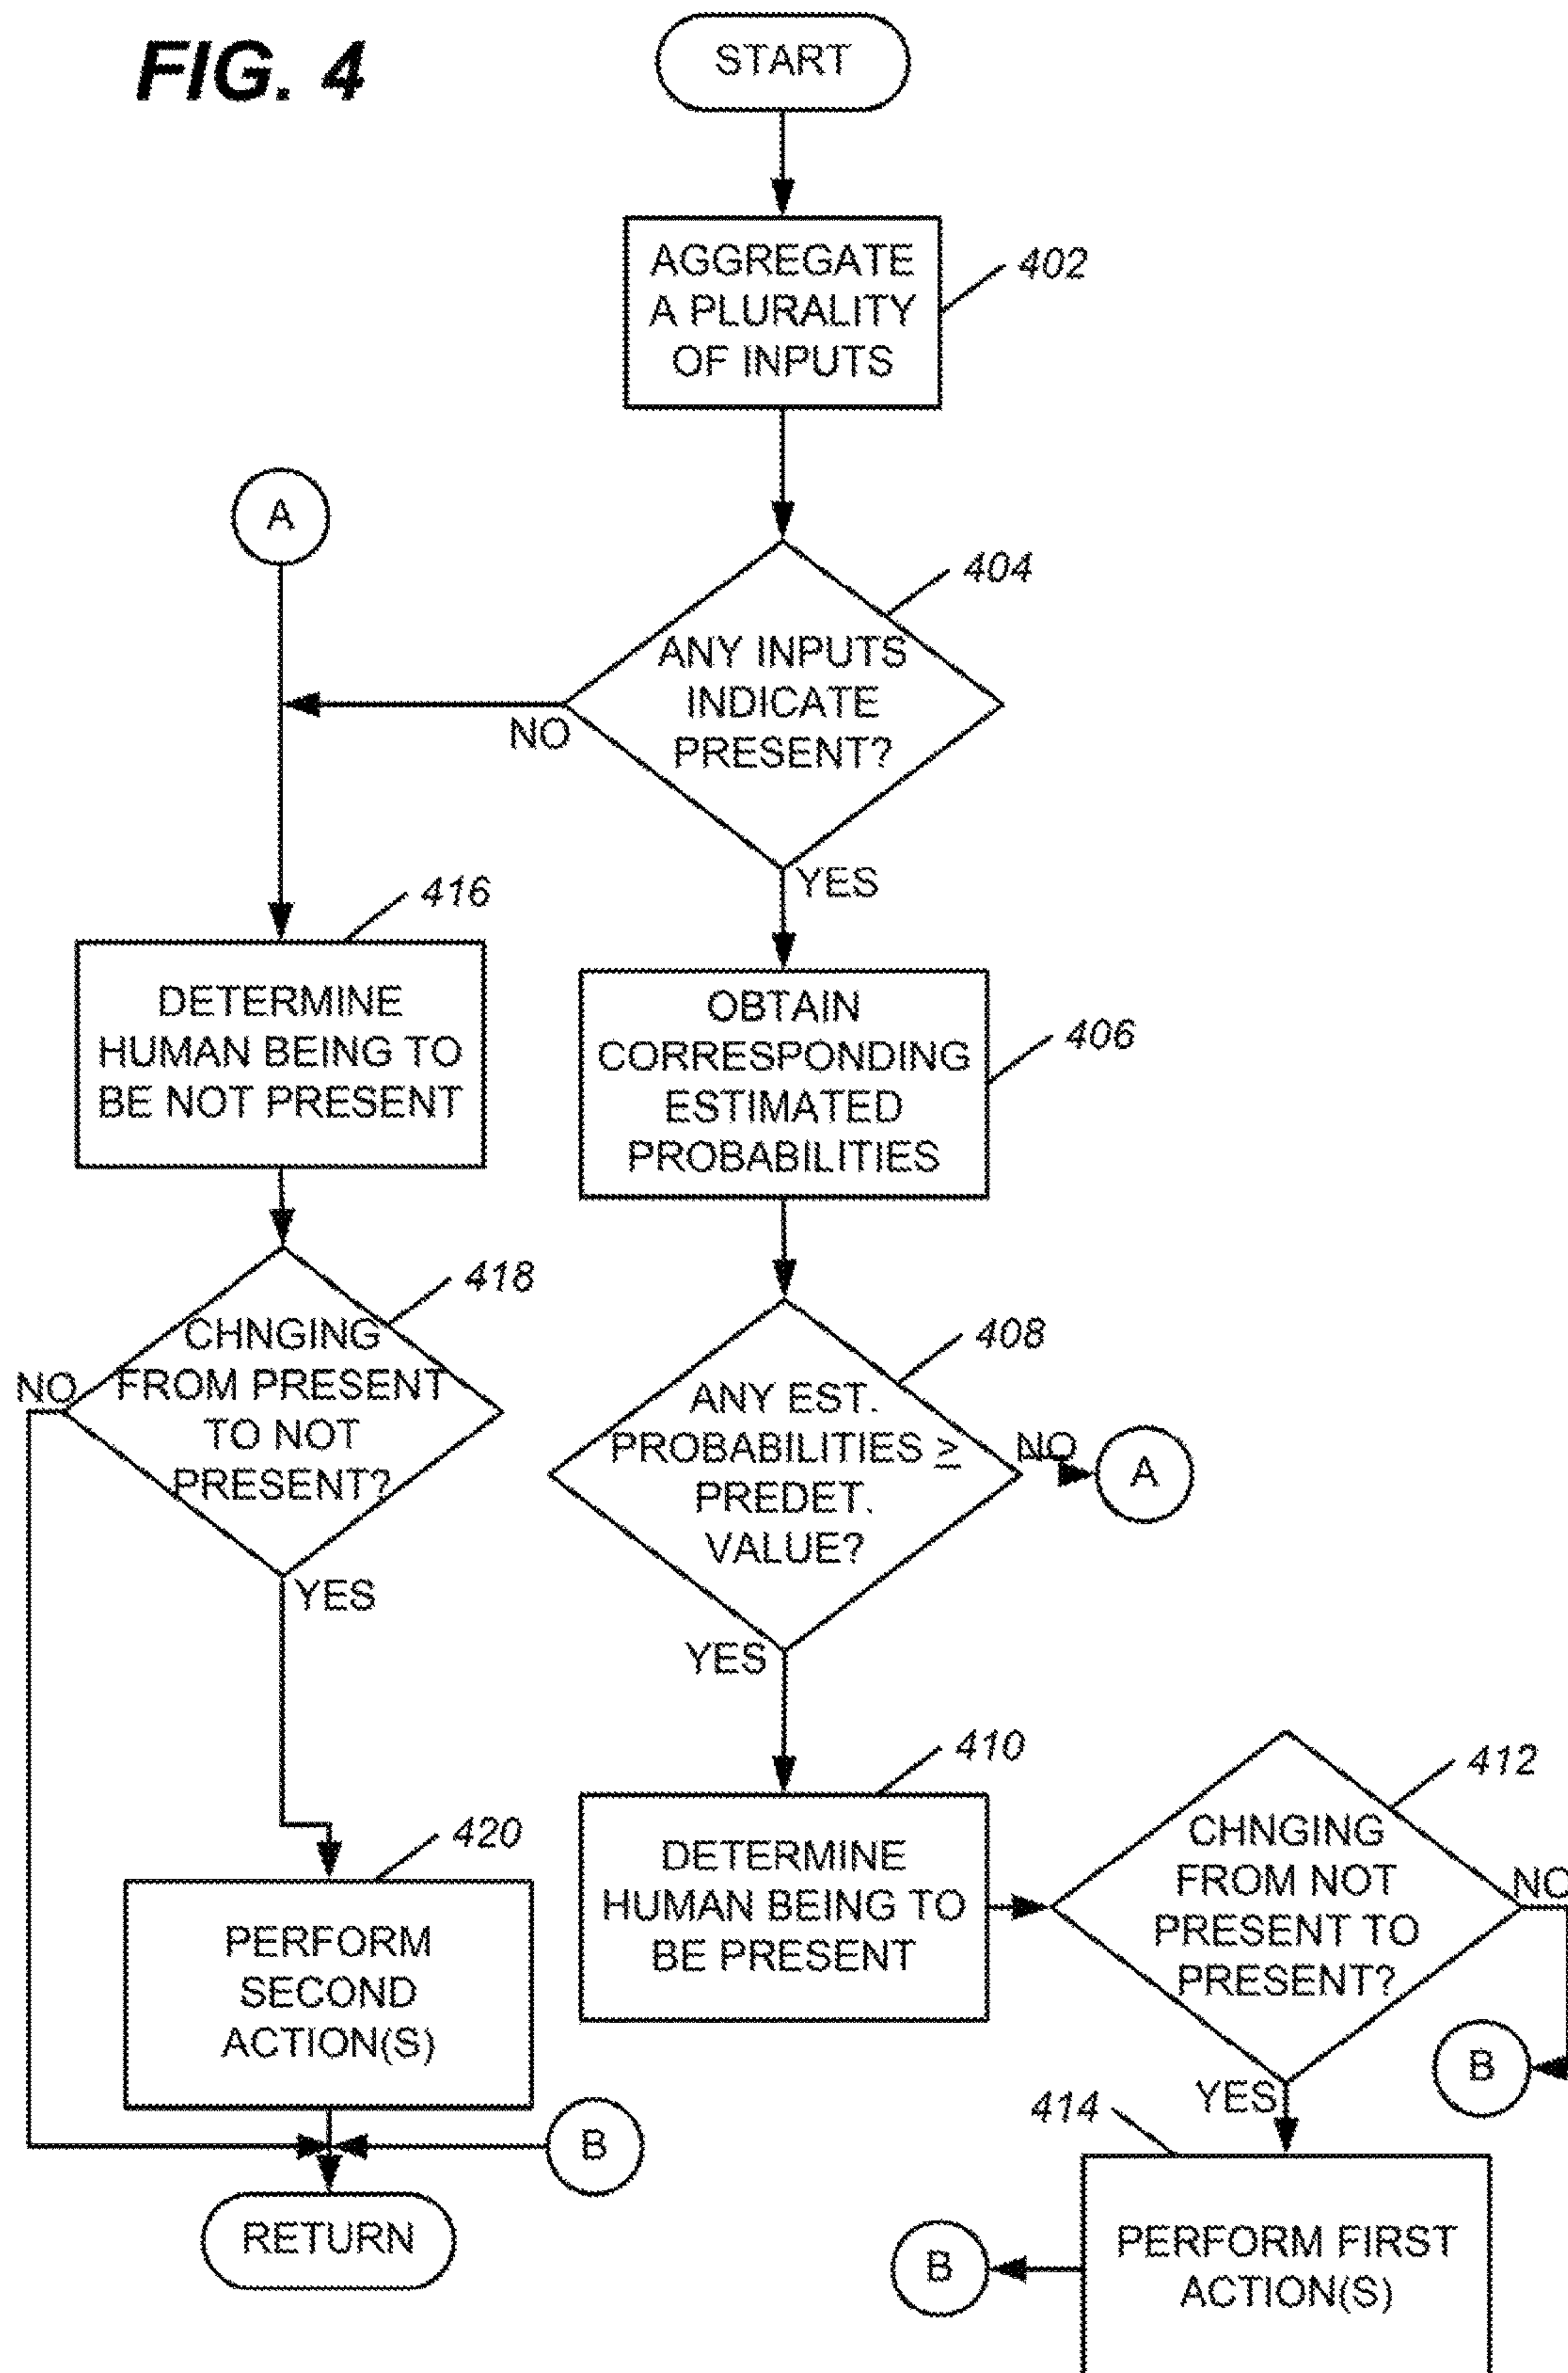 FIG. 4
START
AGGREGATE
A PLURALITY
OF INPUTS
402
A
404
ANY INPUTS
INDICATE
PRESENT?
NO
YES
416
DETERMINE
HUMAN BEING TO
BE NOT PRESENT
OBTAIN
CORRESPONDING
ESTIMATED
PROBABILITIES
406
418
CHNGING
FROM PRESENT
TO NOT
PRESENT?
NO
YES
408
ANY EST.
PROBABILITIES ≥
PREDET.
VALUE?
NO
A
YES
410
DETERMINE
HUMAN BEING TO
BE PRESENT
412
CHNGING
FROM NOT
PRESENT TO
PRESENT?
NO
B
YES
420
PERFORM
SECOND
ACTION(S)
B
RETURN
414
PERFORM FIRST
ACTION(S)
B